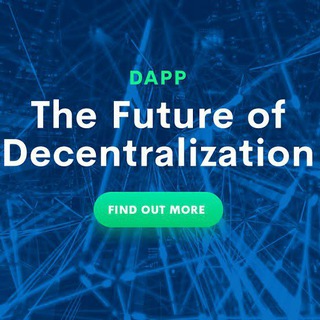 DAPP
The Future of
Decentralization
FIND OUT MORE